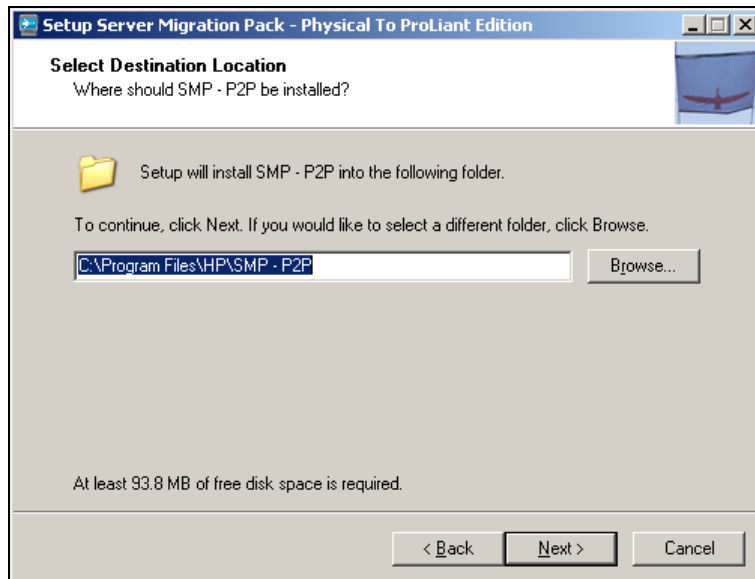 Setup Server Migration Pack - Physical To ProLiant Edition
Select Destination Location
Where should SMP - P2P be installed?
Setup will install SMP - P2P into the following folder.
To continue, click Next. If you would like to select a different folder, click Browse.
C:\Program Files\HP\SMP - P2P
Browse...
At least 93.8 MB of free disk space is required.
< Back
Next >
Cancel